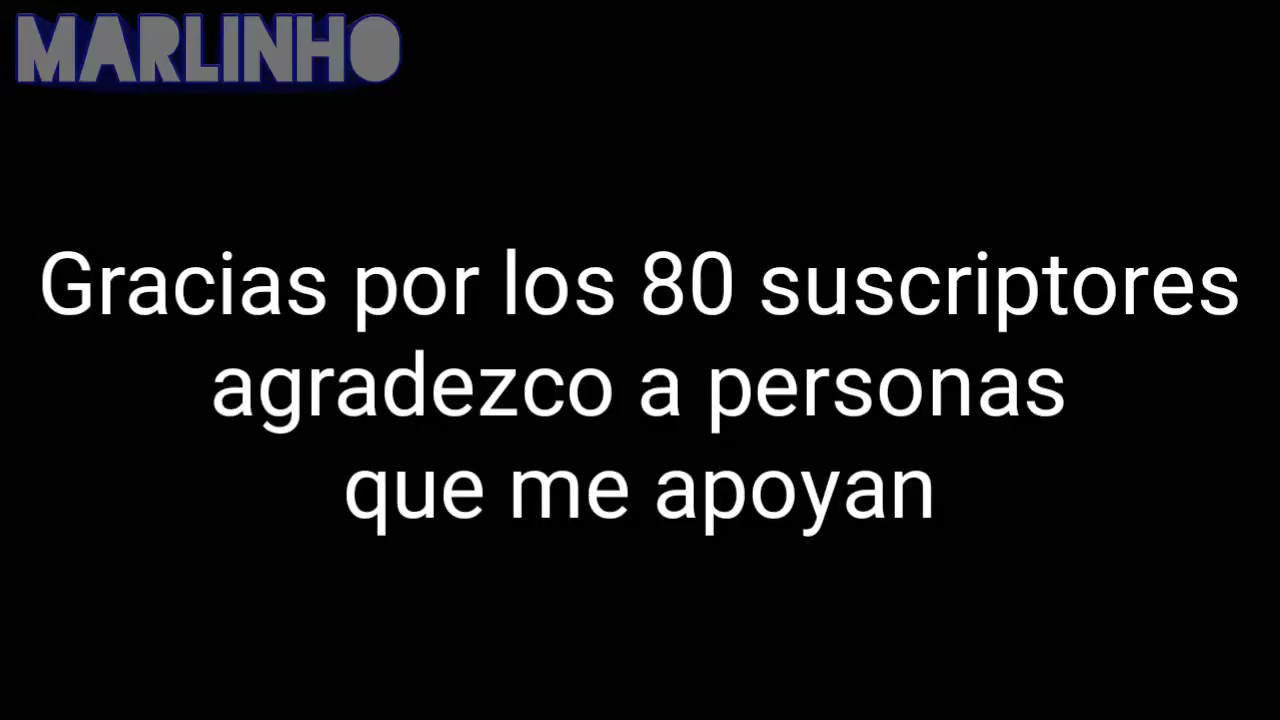 MARLINHO
Gracias por los 80 suscriptores
agradezco a personas
que me apoyan